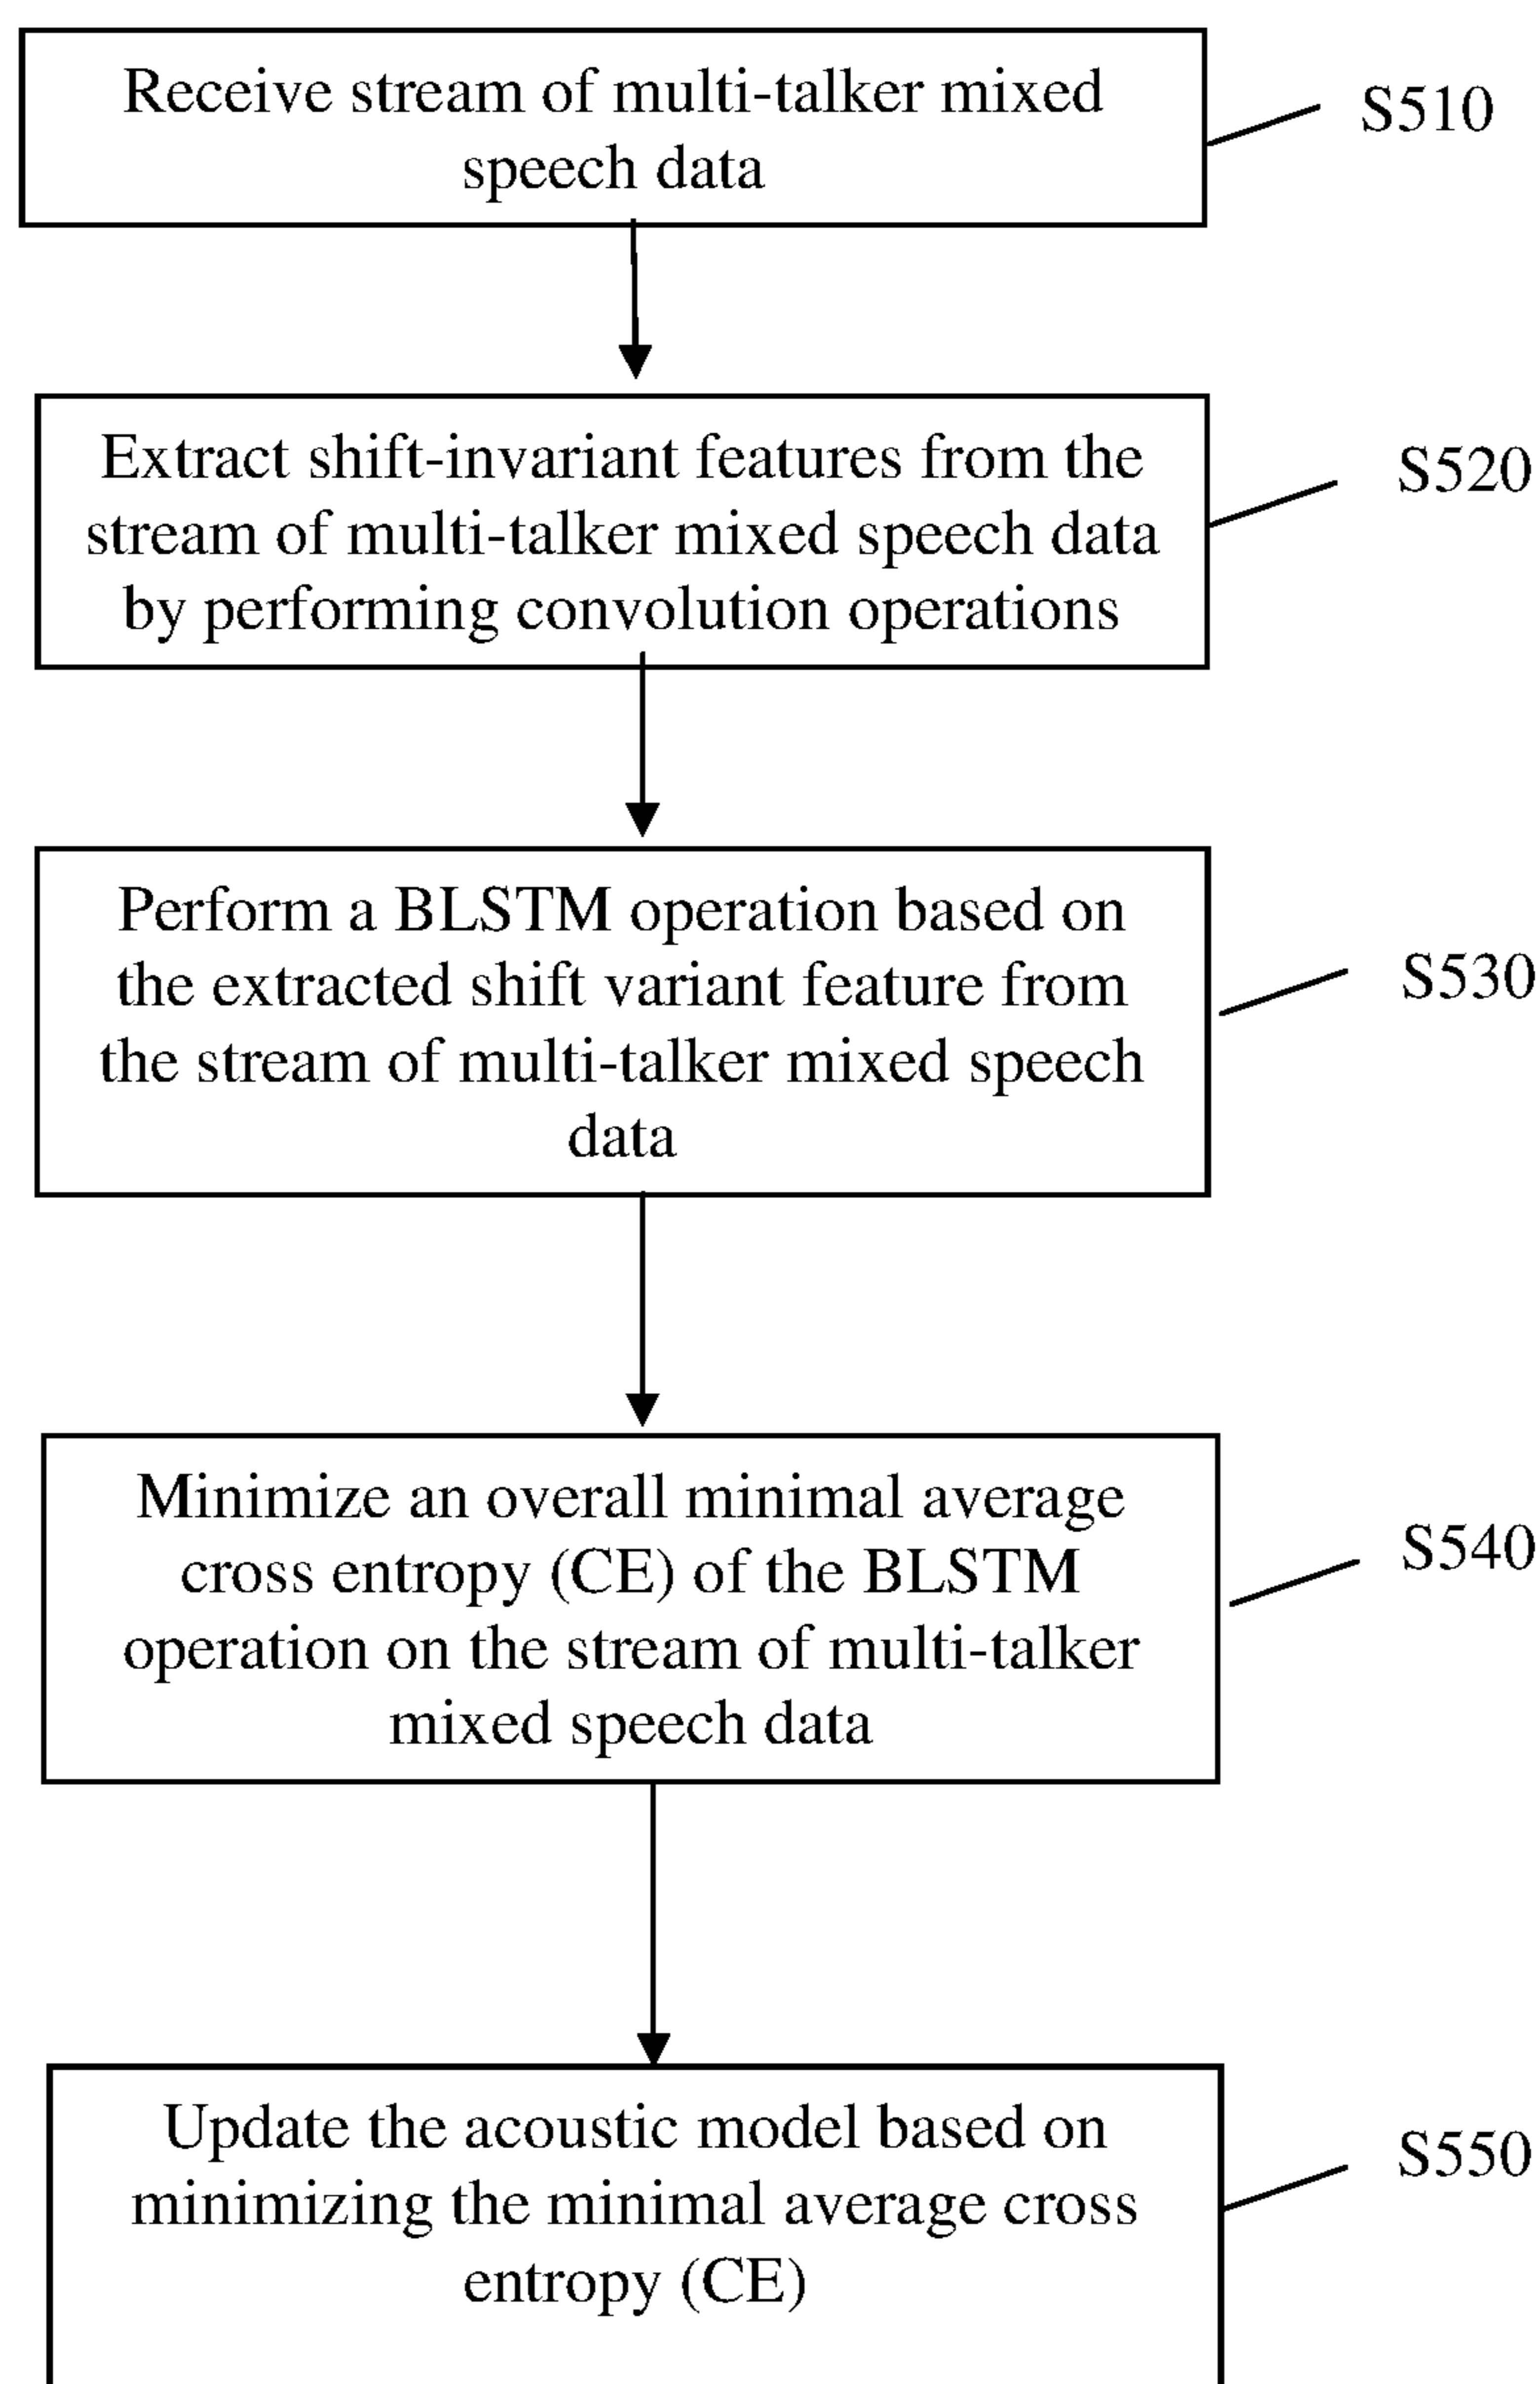 Receive stream of multi-talker mixed
speech data
S510
Extract shift-invariant features from the
stream of multi-talker mixed speech data
by performing convolution operations
S520
Perform a BLSTM operation based on
the extracted shift variant feature from
the stream of multi-talker mixed speech
data
S530
Minimize an overall minimal average
cross entropy (CE) of the BLSTM
operation on the stream of multi-talker
mixed speech data
S540
Update the acoustic model based on
minimizing the minimal average cross
entropy (CE)
S550